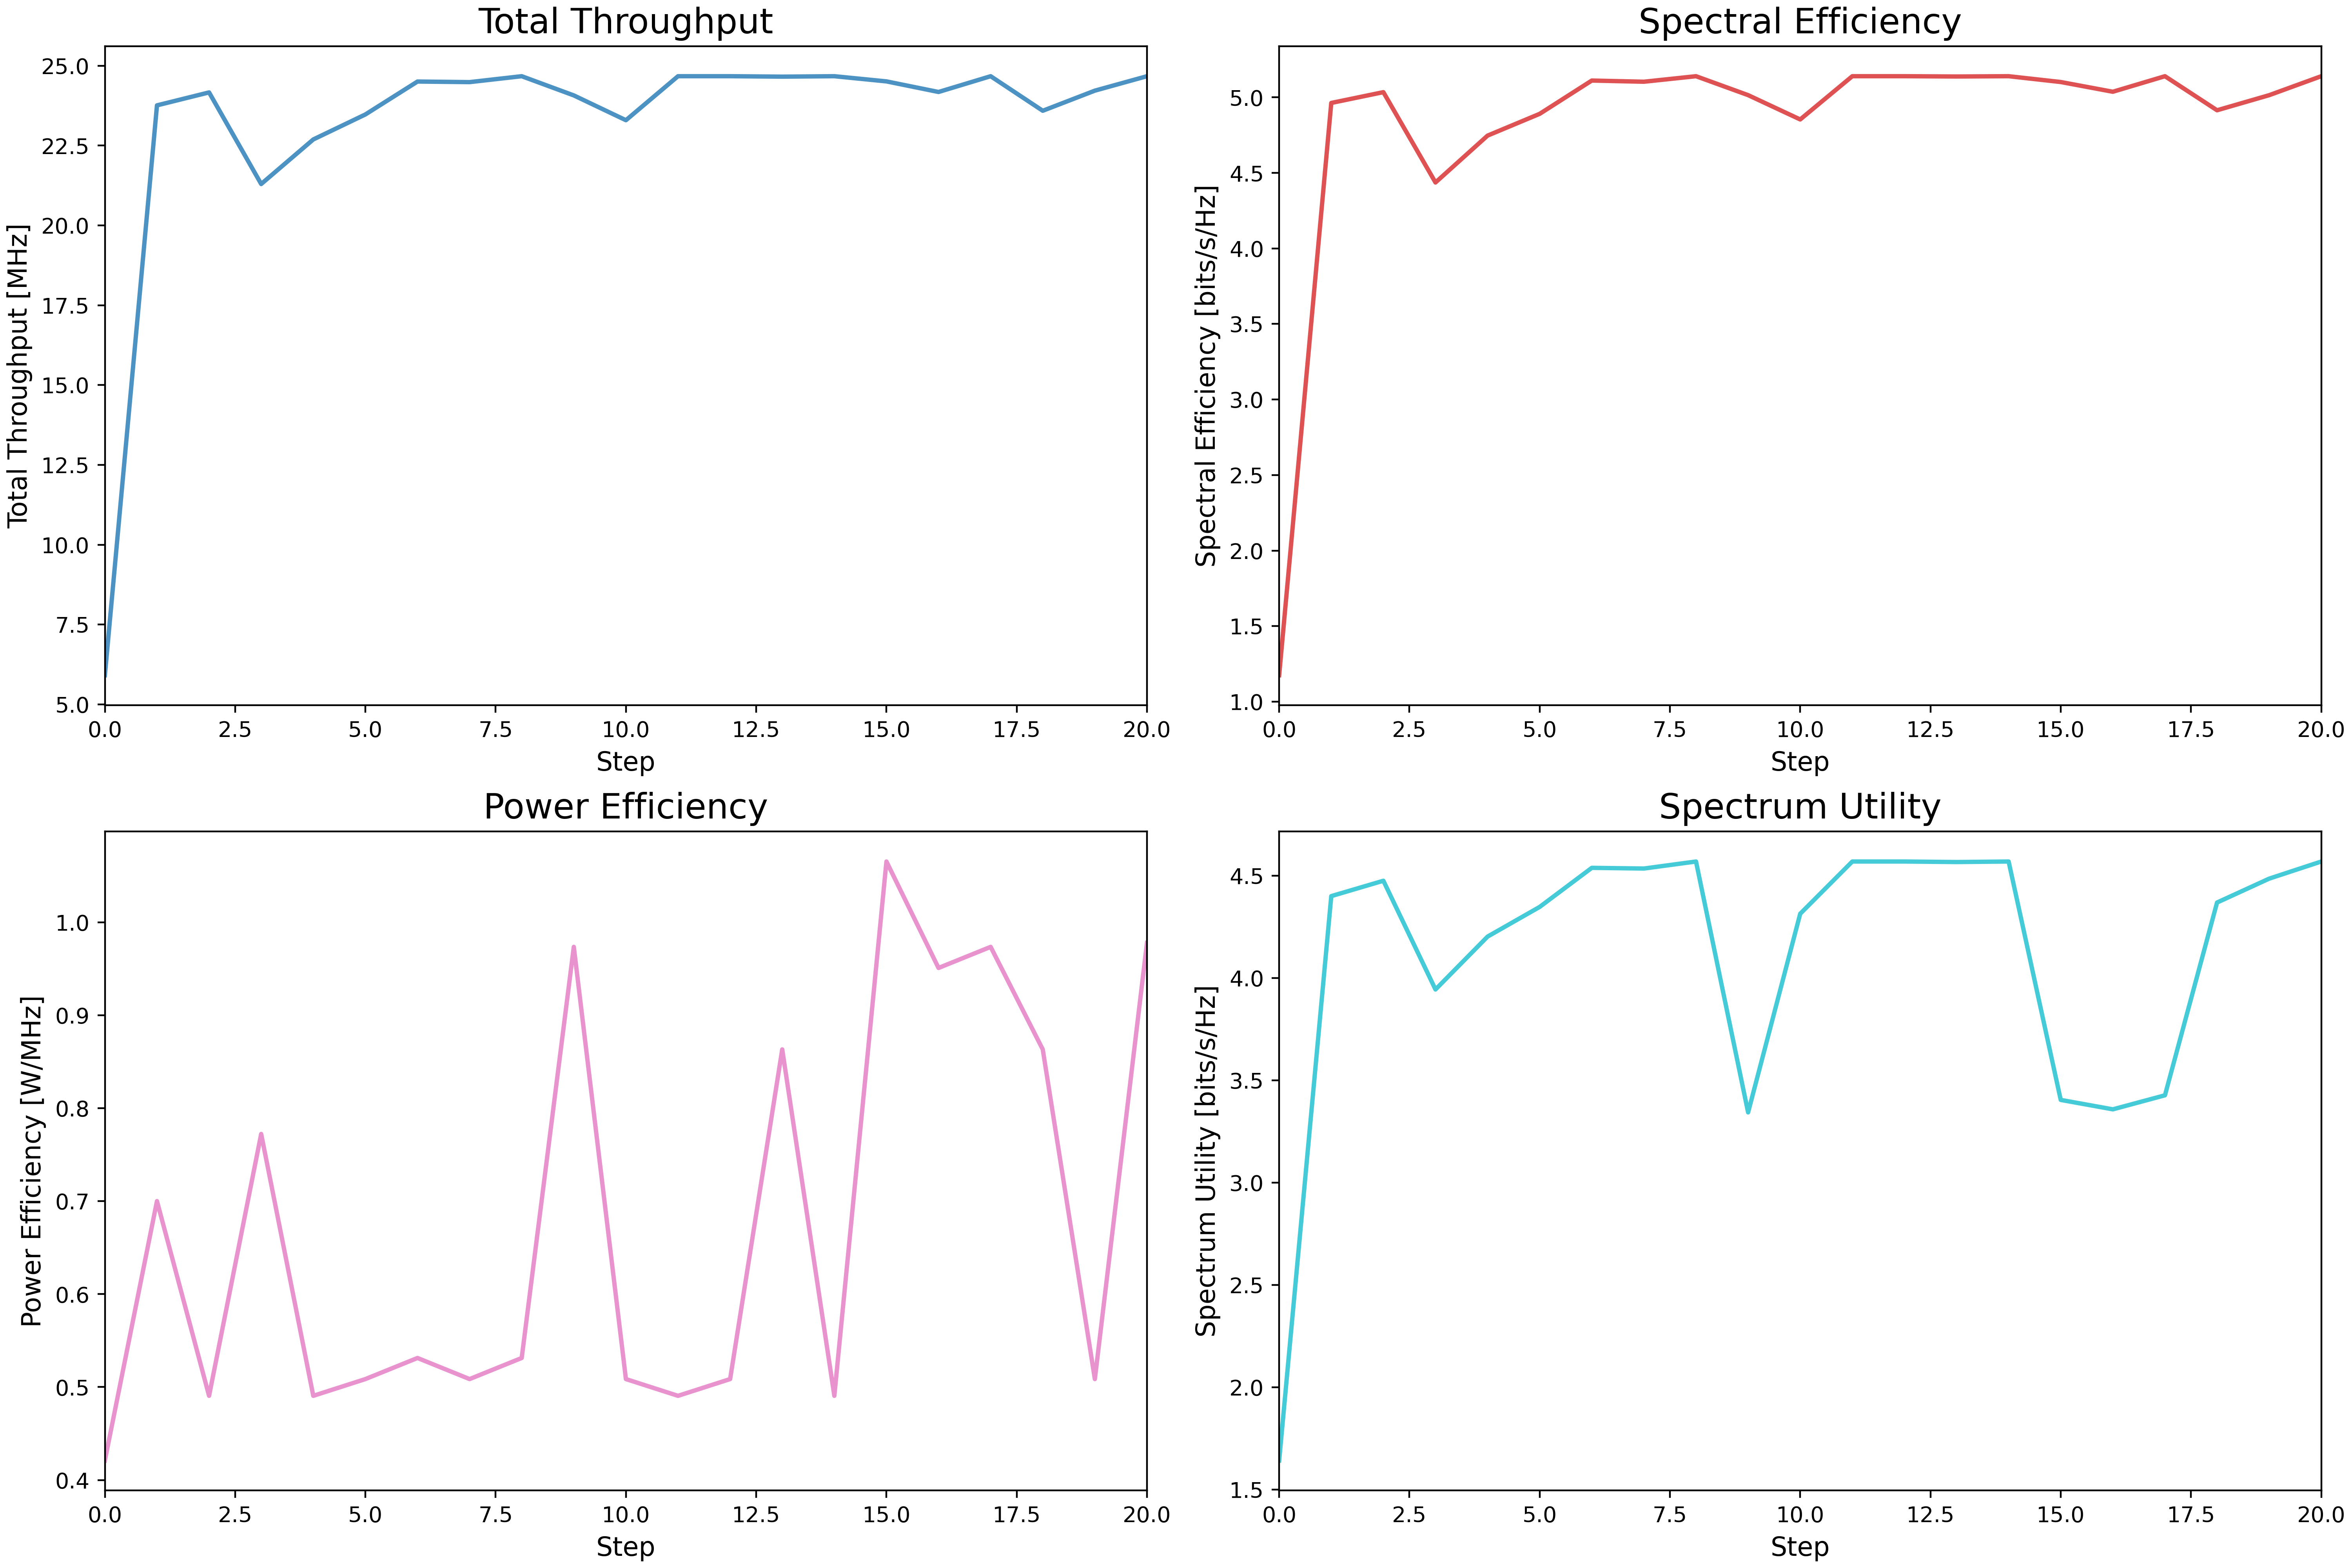 Total Throughput
Total Throughput [MHz]
25.0
22.5
20.0
17.5
15.0
12.5
10.0
7.5
5.0
0.0 2.5 5.0 7.5 10.0 12.5 15.0 17.5 20.0
Step
Spectral Efficiency
Spectral Efficiency [bits/s/Hz]
5.0
4.5
4.0
3.5
3.0
2.5
2.0
1.5
1.0
0.0 2.5 5.0 7.5 10.0 12.5 15.0 17.5 20.0
Step
Power Efficiency
Power Efficiency [W/MHz]
1.0
0.9
0.8
0.7
0.6
0.5
0.4
0.0 2.5 5.0 7.5 10.0 12.5 15.0 17.5 20.0
Step
Spectrum Utility
Spectrum Utility [bits/s/Hz]
4.5
4.0
3.5
3.0
2.5
2.0
1.5
0.0 2.5 5.0 7.5 10.0 12.5 15.0 17.5 20.0
Step